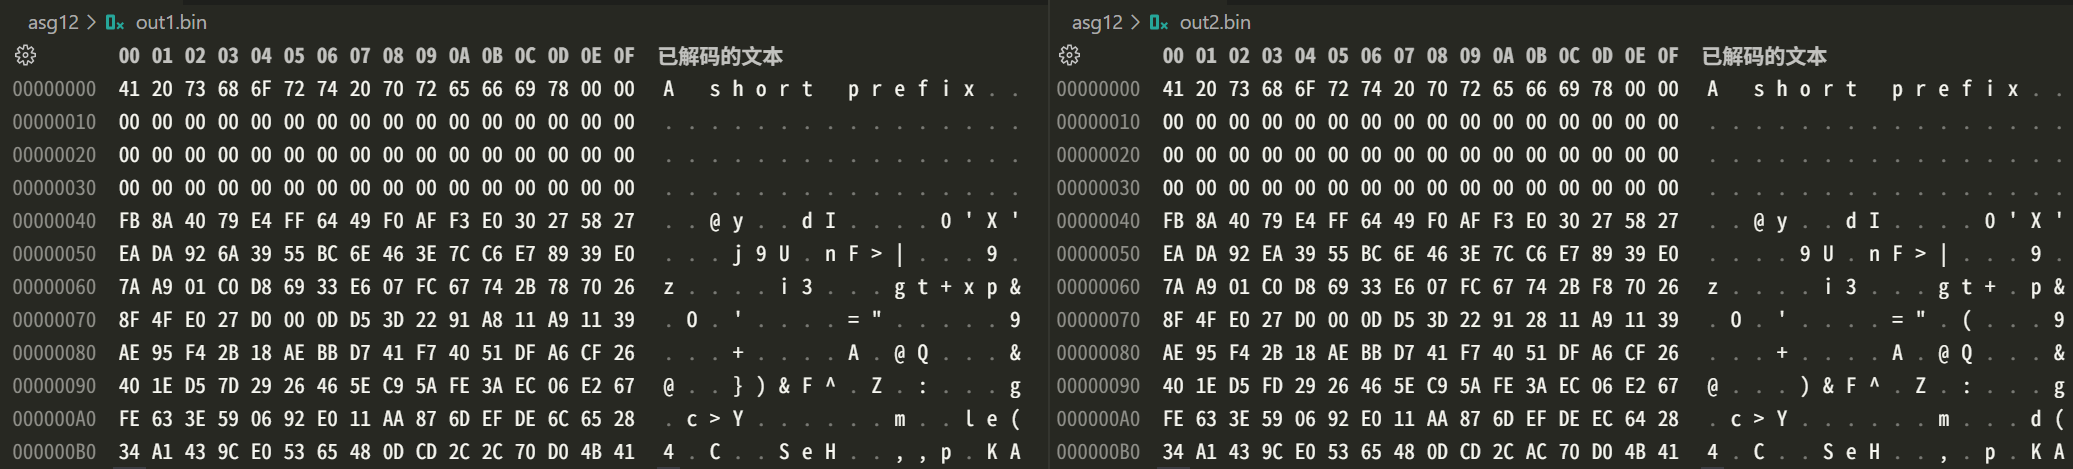 asg12 > out1.bin
00 01 02 03 04 05 06 07 08 09 0A 0B 0C 0D 0E 0F 已解码的文本
00000000 41 20 73 68 6F 72 74 20 70 72 65 66 69 78 00 00 A s h o r t p r e f i x . .
00000010 00 00 00 00 00 00 00 00 00 00 00 00 00 00 00 00 . . . . . . . . . . . . . . . .
00000020 00 00 00 00 00 00 00 00 00 00 00 00 00 00 00 00 . . . . . . . . . . . . . . . .
00000030 00 00 00 00 00 00 00 00 00 00 00 00 00 00 00 00 . . . . . . . . . . . . . . . .
00000040 FB 8A 40 79 E4 FF 64 49 F0 AF F3 E0 30 27 58 27 . . @ y . . d I . . . . 0 ' X '
00000050 EA DA 92 6A 39 55 BC 6E 46 3E 7C C6 E7 89 39 E0 . . . j 9 U . n F > | . . . 9 .
00000060 7A A9 01 C0 D8 69 33 E6 07 FC 67 74 2B 78 70 26 z . . . . i 3 . . . g t + x p &
00000070 8F 4F E0 27 D0 00 0D D5 3D 22 91 A8 11 A9 11 39 . O . ' . . . . = " . . . . . 9
00000080 AE 95 F4 2B 18 AE BB D7 41 F7 40 51 DF A6 CF 26 . . . + . . . . A . @ Q . . . &
00000090 40 1E D5 7D 29 26 46 5E C9 5A FE 3A EC 06 E2 67 @ . . } ) & F ^ . Z . : . . . g
000000A0 FE 63 3E 59 06 92 E0 11 AA 87 6D EF DE 6C 65 28 . c > Y . . . . . . m . . l e (
000000B0 34 A1 43 9C E0 53 65 48 0D CD 2C 2C 70 D0 4B 41 4 . C . . S e H . . , , p . K A
asg12 > out2.bin
00 01 02 03 04 05 06 07 08 09 0A 0B 0C 0D 0E 0F 已解码的文本
00000000 41 20 73 68 6F 72 74 20 70 72 65 66 69 78 00 00 A s h o r t p r e f i x . .
00000010 00 00 00 00 00 00 00 00 00 00 00 00 00 00 00 00 . . . . . . . . . . . . . . . .
00000020 00 00 00 00 00 00 00 00 00 00 00 00 00 00 00 00 . . . . . . . . . . . . . . . .
00000030 00 00 00 00 00 00 00 00 00 00 00 00 00 00 00 00 . . . . . . . . . . . . . . . .
00000040 FB 8A 40 79 E4 FF 64 49 F0 AF F3 E0 30 27 58 27 . . @ y . . d I . . . . 0 ' X '
00000050 EA DA 92 EA 39 55 BC 6E 46 3E 7C C6 E7 89 39 E0 . . . . 9 U . n F > | . . . 9 .
00000060 7A A9 01 C0 D8 69 33 E6 07 FC 67 74 2B F8 70 26 z . . . . i 3 . . . g t + . p &
00000070 8F 4F E0 27 D0 00 0D D5 3D 22 91 28 11 A9 11 39 . O . ' . . . . = " . ( . . . 9
00000080 AE 95 F4 2B 18 AE BB D7 41 F7 40 51 DF A6 CF 26 . . . + . . . . A . @ Q . . . &
00000090 40 1E D5 FD 29 26 46 5E C9 5A FE 3A EC 06 E2 67 @ . . . ) & F ^ . Z . : . . . g
000000A0 FE 63 3E 59 06 92 E0 11 AA 87 6D EF DE EC 64 28 . c > Y . . . . . . m . . . d (
000000B0 34 A1 43 9C E0 53 65 48 0D CD 2C AC 70 D0 4B 41 4 . C . . S e H . . , . p . K A